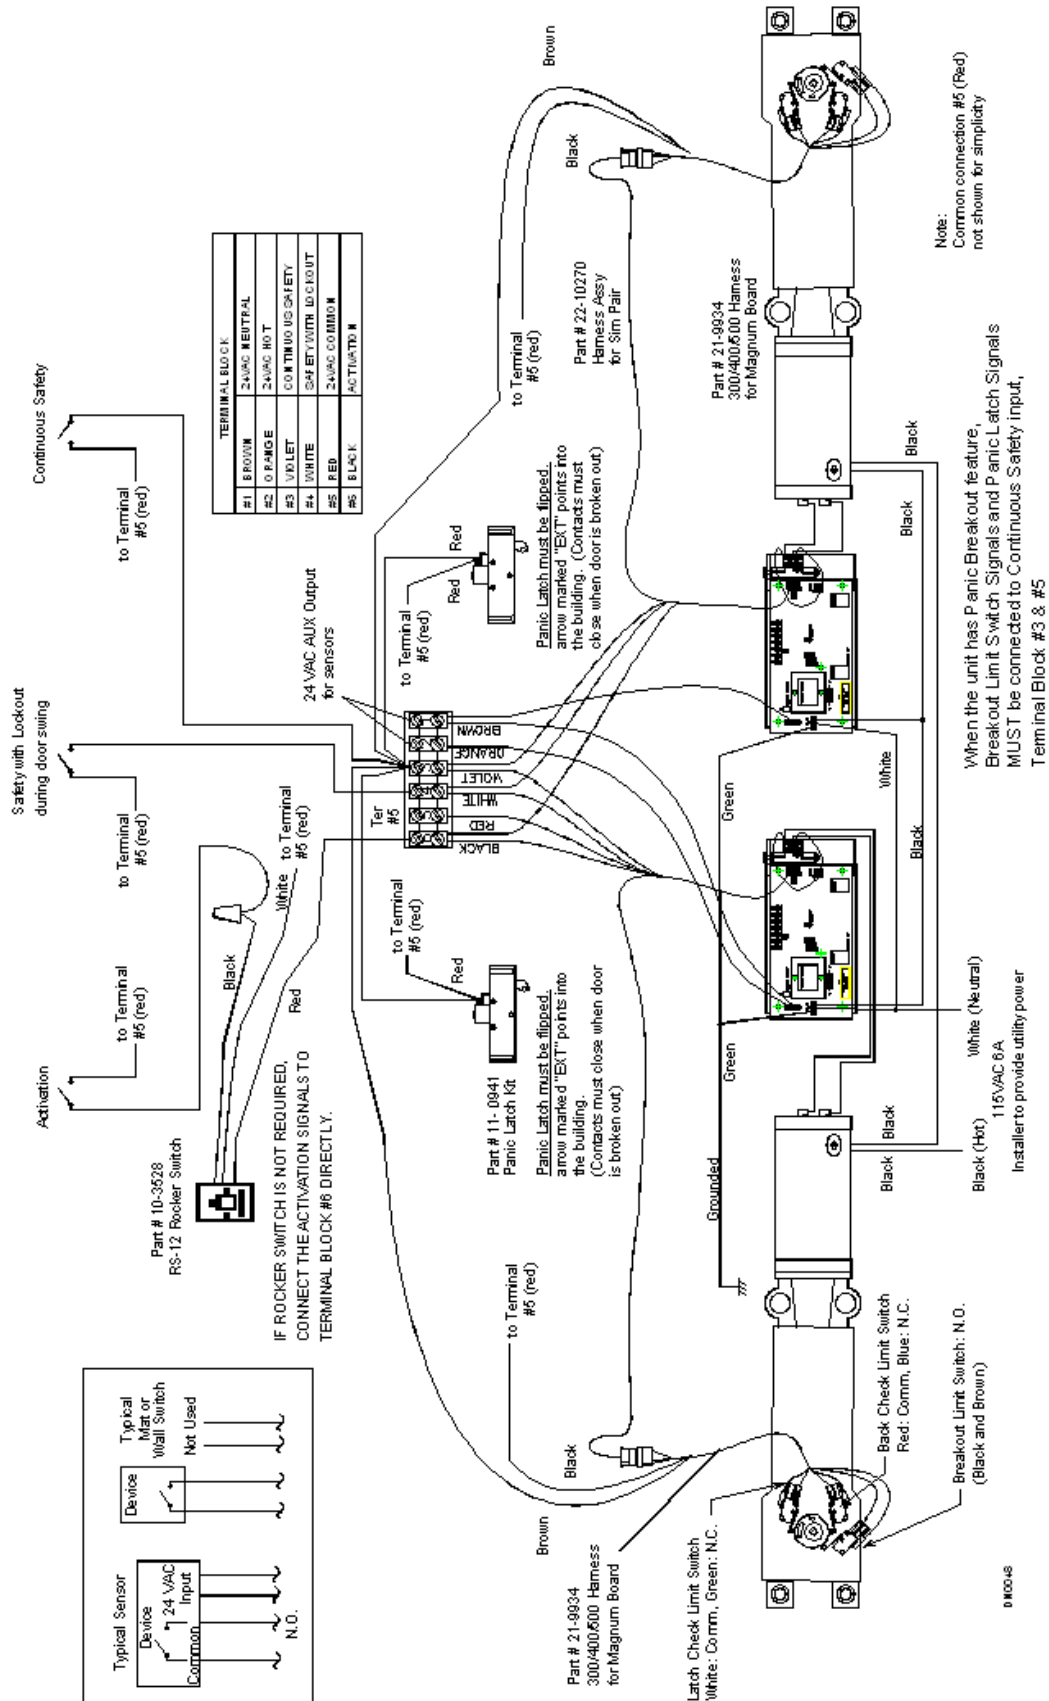 Typical Sensor
Device
24 VAC
Input
Common
N.O.
Typical
Mat or
Wall Switch
Device
Not Used
Part # 10-3528
RS-12 Rocker Switch
IF ROCKER SWITCH IS NOT REQUIRED,
CONNECT THE ACTIVATION SIGNALS TO
TERMINAL BLOCK #6 DIRECTLY.
Activation
to Terminal
#5 (red)
Black
White
Red
to Terminal
#5 (red)
Safety with Lockout
during door swing
to Terminal
#5 (red)
Continuous Safety
to Terminal
#5 (red)
TERMINAL BLOCK
#1 BROWN 24VAC NEUTRAL
#2 ORANGE 24VAC HOT
#3 VIOLET CONTINUOUS SAFETY
#4 WHITE SAFETY WITH LOCKOUT
#5 RED 24VAC COMMON
#6 BLACK ACTIVATION
24 VAC AUX Output
for sensors
Ter
#5
BROWN
ORANGE
VIOLET
WHITE
RED
BLACK
to Terminal
#5 (red)
Red
Part # 11- 0941
Panic Latch Kit
Panic Latch must be flipped.
arrow marked "EXT" points into
the building.
(Contacts must close when door
is broken out)
to Terminal
#5 (red)
Red
Red
Panic Latch must be flipped.
arrow marked "EXT" points into
the building. (Contacts must
close when door is broken out)
to Terminal
#5 (red)
Brown
Black
to Terminal
#5 (red)
Brown
Black
Part # 22-10270
Harness Assy
for Sim Pair
Part # 21-9934
300/400/500 Harness
for Magnum Board
Part # 21-9934
300/400/500 Harness
for Magnum Board
Latch Check Limit Switch
White: Comm, Green: N.C.
Back Check Limit Switch
Red: Comm, Blue: N.C.
Breakout Limit Switch: N.O.
(Black and Brown)
Grounded
Green
Green
White
Black
Black
Black
Black
Black
Black (Hot)
White (Neutral)
115VAC 6A
Installer to provide utility power
Note:
Common connection #5 (Red)
not shown for simplicity
When the unit has Panic Breakout feature,
Breakout Limit Switch Signals and Panic Latch Signals
MUST be connected to Continuous Safety input,
Terminal Block #3 & #5
DN0048